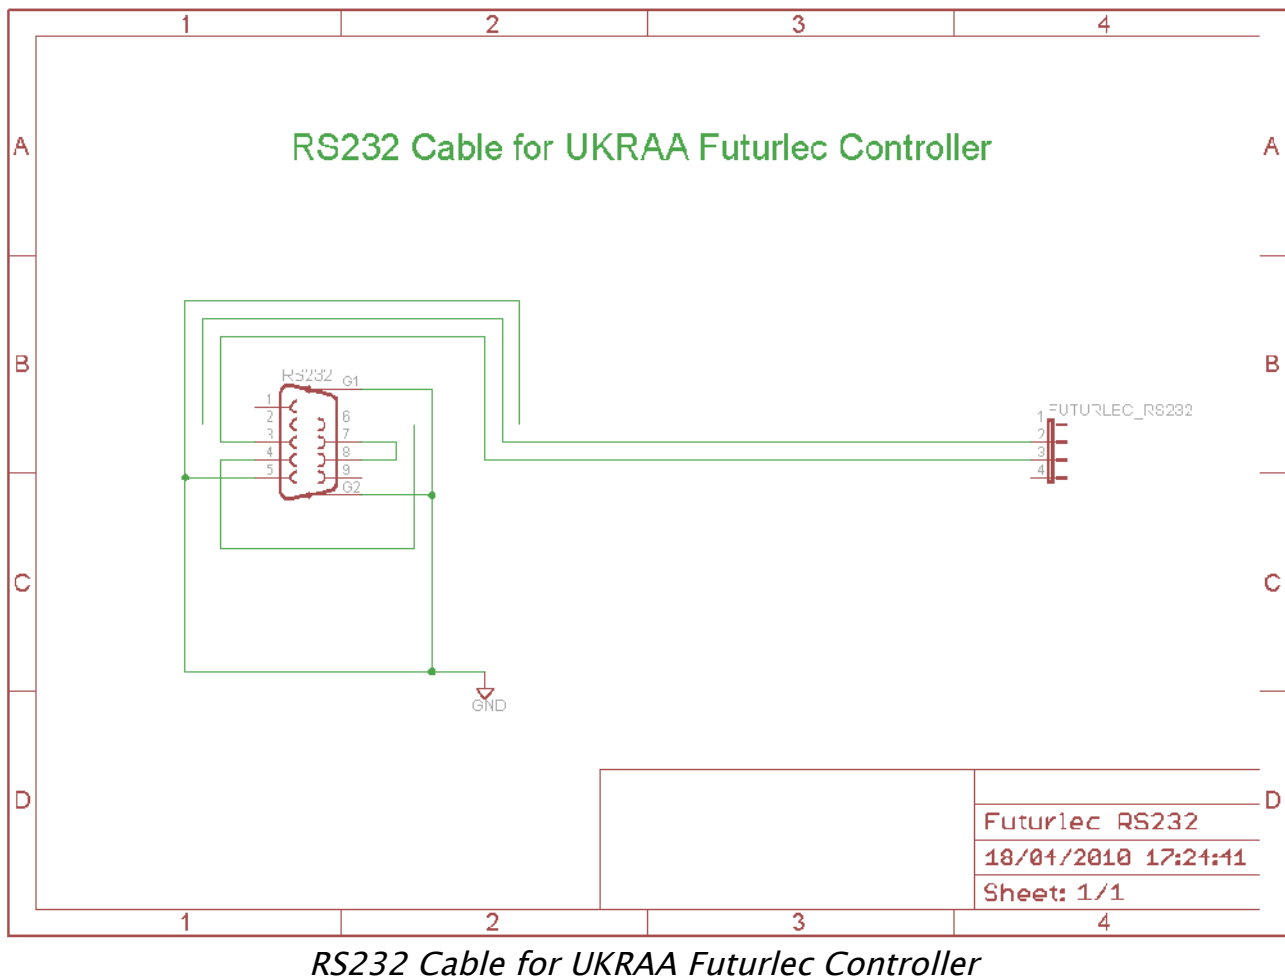 1 2 3 4
A A
RS232 Cable for UKRAA Futurlec Controller
B B
RS232
G1
1
2
3
4
5
6
7
8
9
G2
FUTURLEC_RS232
1
2
3
4
C C
GND
D D
Futurlec RS232
18/04/2010 17:24:41
Sheet: 1/1
1 2 3 4
RS232 Cable for UKRAA Futurlec Controller